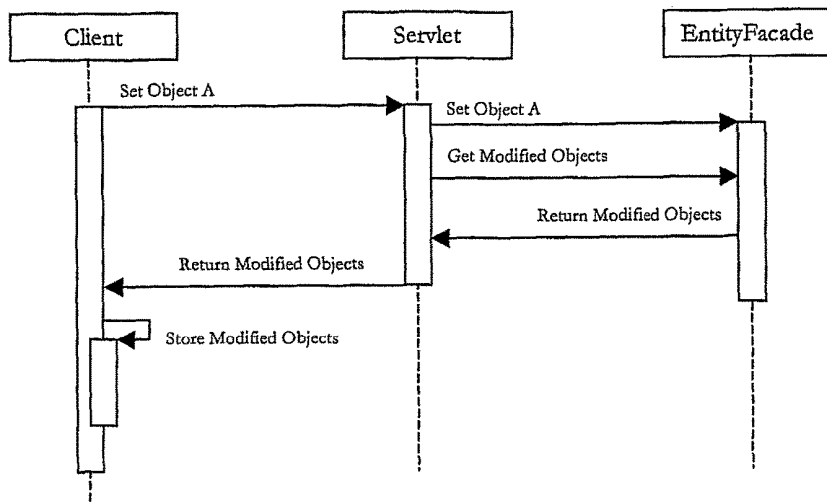 Client
Servlet
EntityFacade
Set Object A
Set Object A
Get Modified Objects
Return Modified Objects
Return Modified Objects
Store Modified Objects